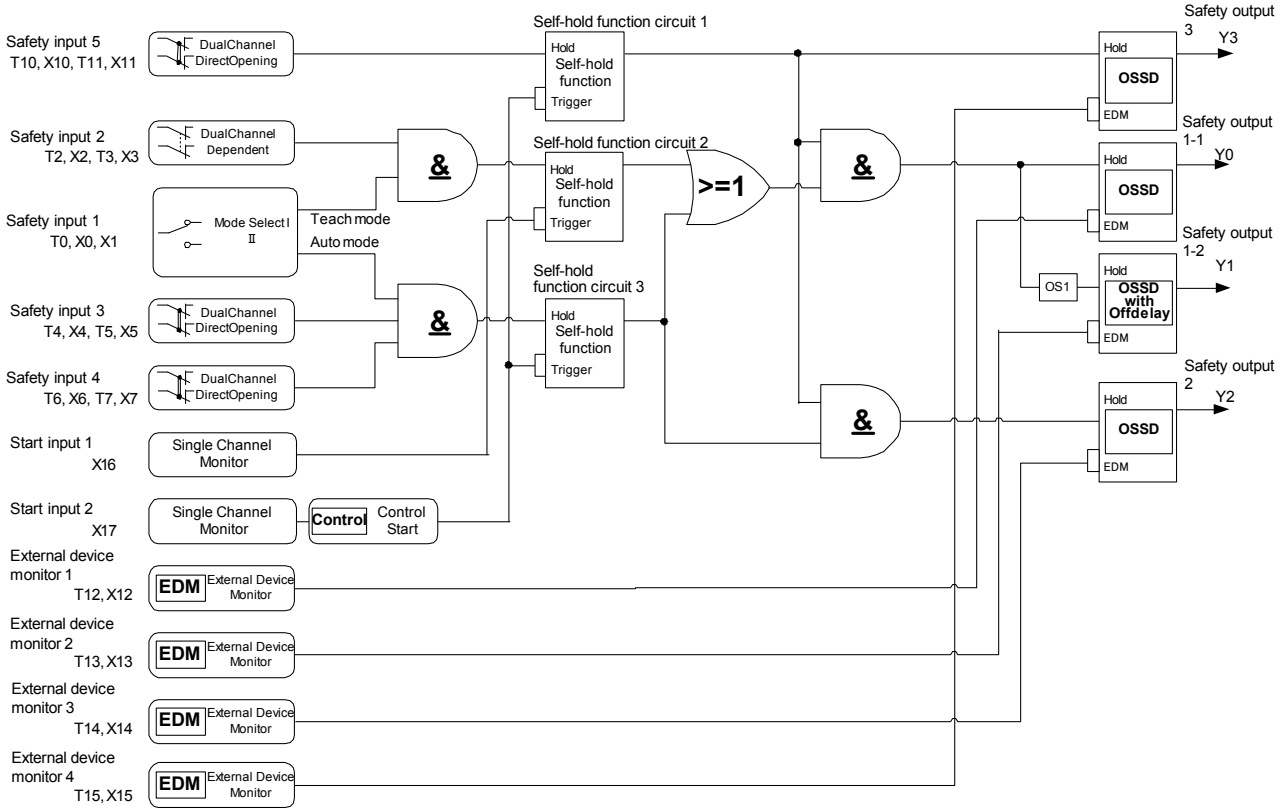 Self-hold function circuit 1
Safety output
3
Y3
Safety input 5
T10, X10, T11, X11
DualChannel
DirectOpening
Hold
Self-hold
function
Trigger
Hold
OSSD
EDM
Safety input 2
T2, X2, T3, X3
DualChannel
Dependent
&
Self-hold function circuit 2
Hold
Self-hold
function
Trigger
>=1
&
Safety output
1-1
Y0
Hold
OSSD
EDM
Safety input 1
T0, X0, X1
Mode Select I
II
Teach mode
Auto mode
Safety output
1-2
Y1
OS1
Hold
OSSD
with
Offdelay
EDM
Safety input 3
T4, X4, T5, X5
DualChannel
DirectOpening
&
Self-hold
function circuit 3
Hold
Self-hold
function
Trigger
Safety input 4
T6, X6, T7, X7
DualChannel
DirectOpening
&
Safety output
2
Y2
Hold
OSSD
EDM
Start input 1
X16
Single Channel
Monitor
Start input 2
X17
Single Channel
Monitor
Control
Control
Start
External device
monitor 1
T12, X12
EDM
External Device
Monitor
External device
monitor 2
T13, X13
EDM
External Device
Monitor
External device
monitor 3
T14, X14
EDM
External Device
Monitor
External device
monitor 4
T15, X15
EDM
External Device
Monitor